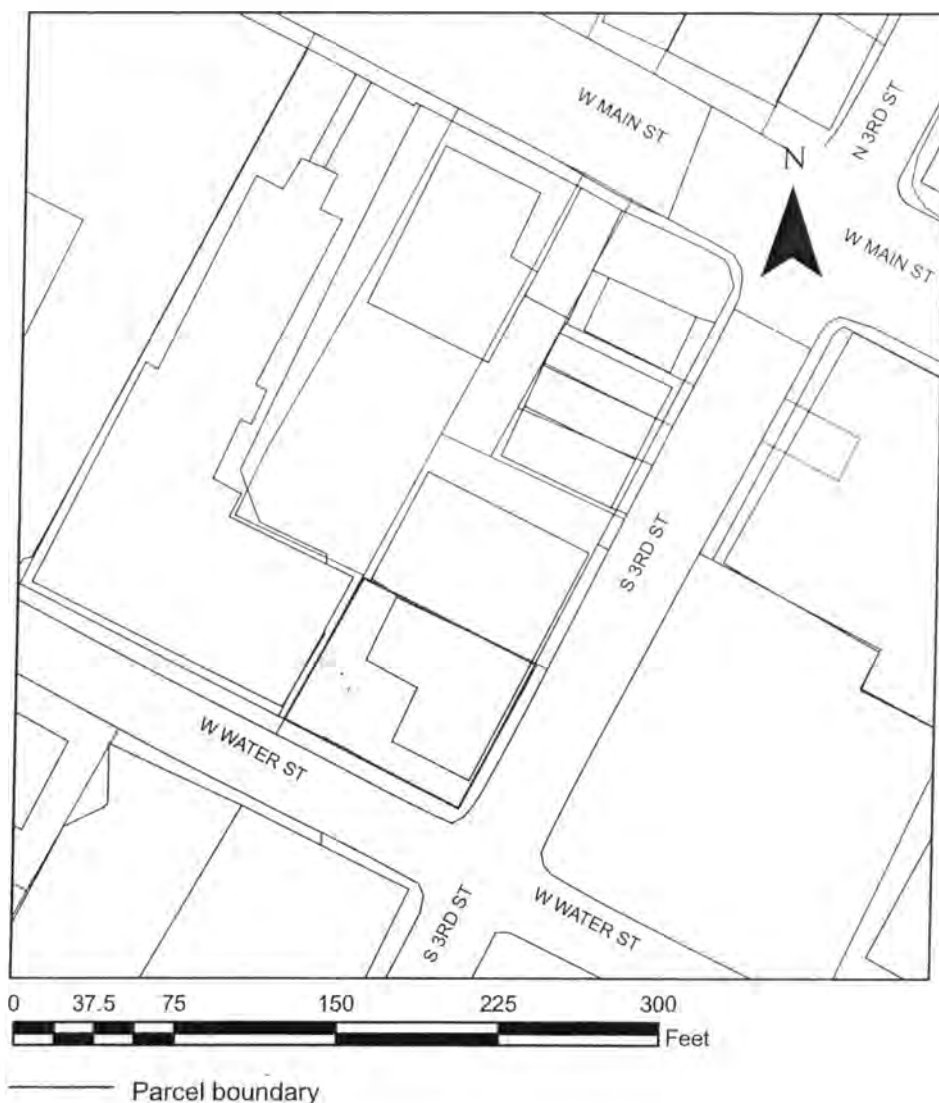 W MAIN ST
N 3RD ST
N
W MAIN ST
S 3RD ST
W WATER ST
S 3RD ST
W WATER ST
0 37.5 75 150 225 300
Feet
Parcel boundary